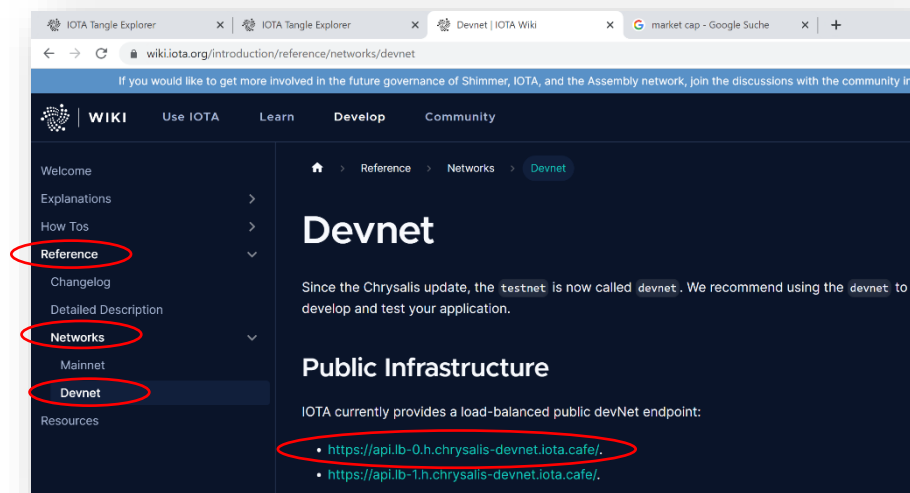 IOTA Tangle Explorer
IOTA Tangle Explorer
Devnet | IOTA Wiki
market cap - Google Suche
wiki.iota.org/introduction/reference/networks/devnet
If you would like to get more involved in the future governance of Shimmer, IOTA, and the Assembly network, join the discussions with the community in
WIKI
Use IOTA
Learn
Develop
Community
Welcome
Explanations
How Tos
Reference
Changelog
Detailed Description
Networks
Mainnet
Devnet
Resources
Reference > Networks > Devnet
Devnet
Since the Chrysalis update, the testnet is now called devnet. We recommend using the devnet to
develop and test your application.
Public Infrastructure
IOTA currently provides a load-balanced public devNet endpoint:
• https://api.lb-0.h.chrysalis-devnet.iota.cafe/.
• https://api.lb-1.h.chrysalis-devnet.iota.cafe/.